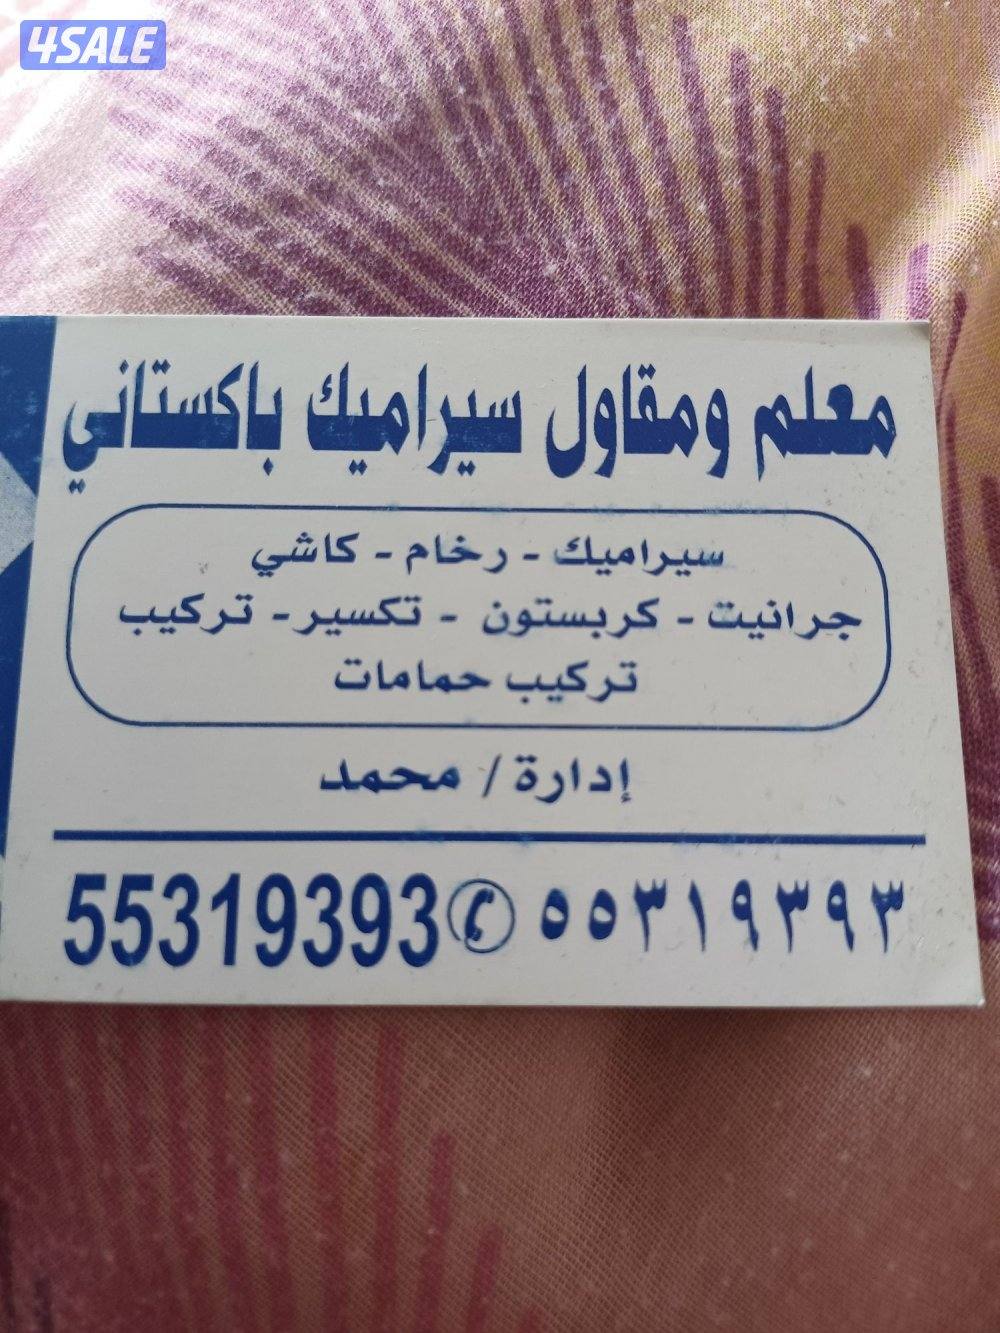 4SALE
معلم ومقاول سيراميك باكستاني
سيراميك - رخام - كاشي
جرانيت - كربستون - تكسير - تركيب
تركيب حمامات
إدارة / محمد
55319393 ✆ ٥٥٣١٩٣٩٣